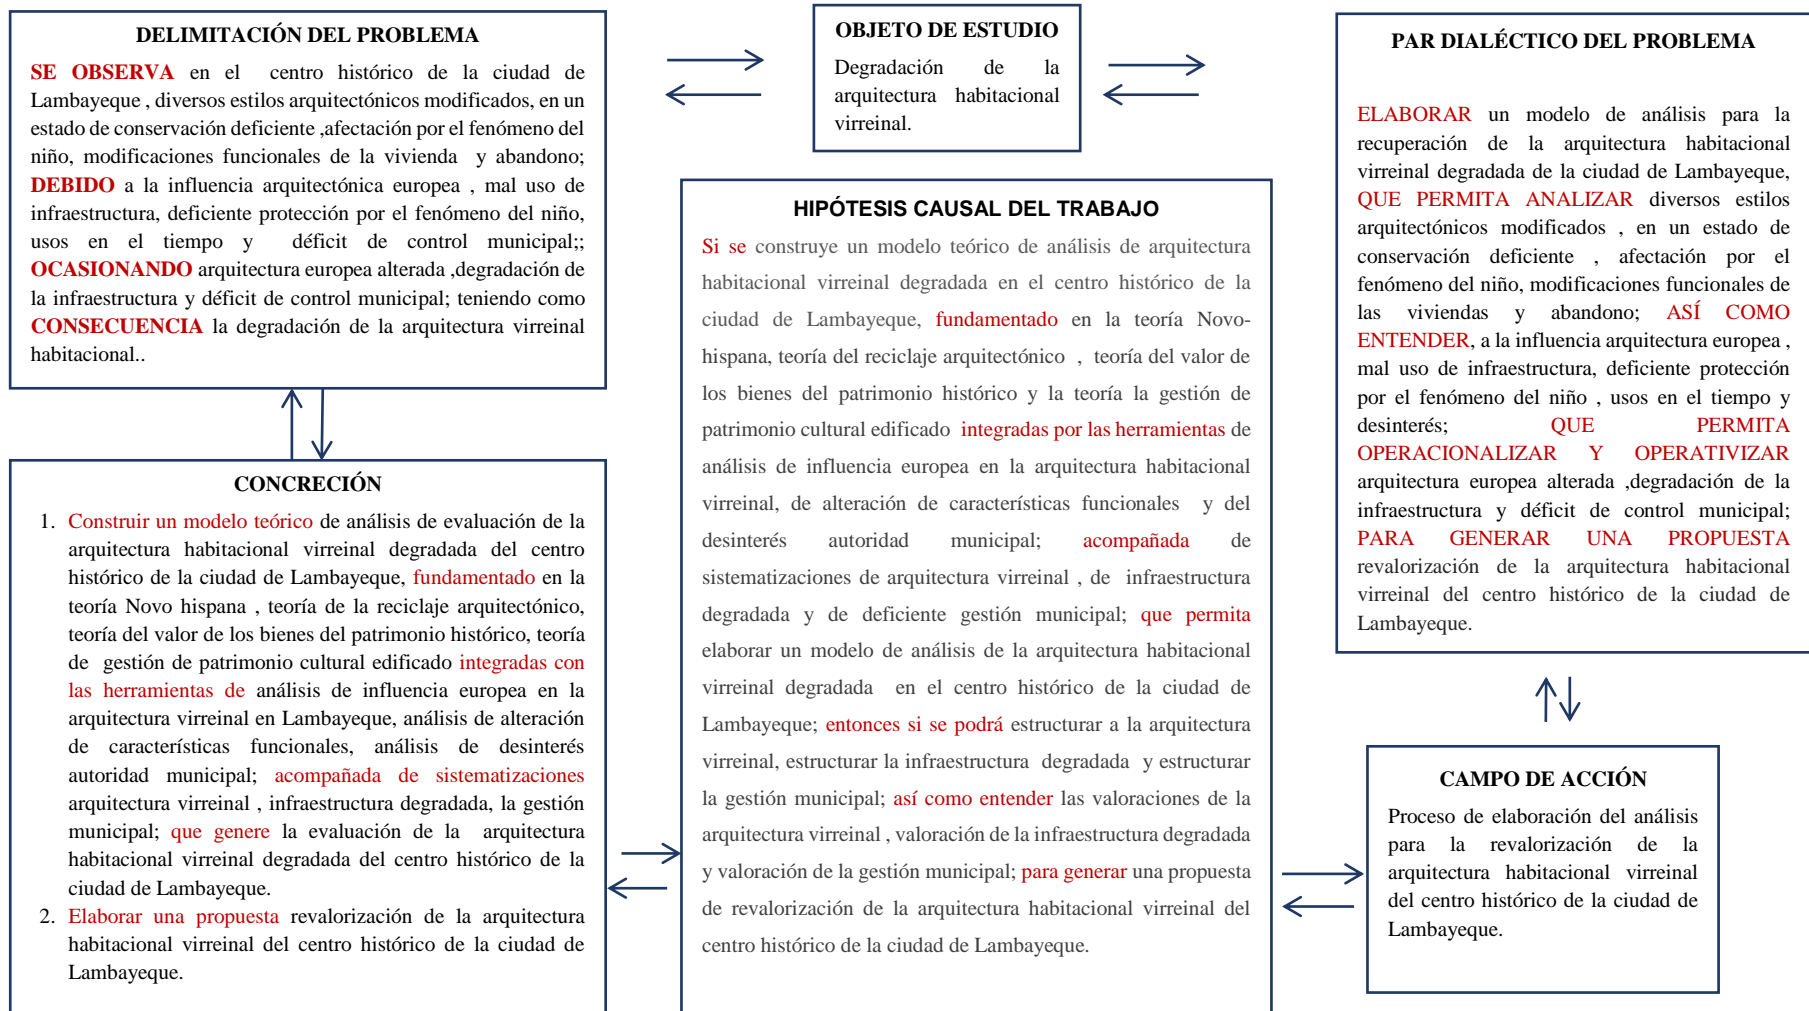 DELIMITACIÓN DEL PROBLEMA
SE OBSERVA en el centro histórico de la ciudad de
Lambayeque , diversos estilos arquitectónicos modificados, en un
estado de conservación deficiente ,afectación por el fenómeno del
niño, modificaciones funcionales de la vivienda y abandono;
DEBIDO a la influencia arquitectónica europea , mal uso de
infraestructura, deficiente protección por el fenómeno del niño,
usos en el tiempo y déficit de control municipal;;
OCASIONANDO arquitectura europea alterada ,degradación de
la infraestructura y déficit de control municipal; teniendo como
CONSECUENCIA la degradación de la arquitectura virreinal
habitacional..
OBJETO DE ESTUDIO
Degradación de la
arquitectura habitacional
virreinal.
PAR DIALÉCTICO DEL PROBLEMA
ELABORAR un modelo de análisis para la
recuperación de la arquitectura habitacional
virreinal degradada de la ciudad de Lambayeque,
QUE PERMITA ANALIZAR diversos estilos
arquitectónicos modificados , en un estado de
conservación deficiente , afectación por el
fenómeno del niño, modificaciones funcionales de
las viviendas y abandono; ASÍ COMO
ENTENDER, a la influencia arquitectura europea ,
mal uso de infraestructura, deficiente protección
por el fenómeno del niño , usos en el tiempo y
desinterés; QUE PERMITA
OPERACIONALIZAR Y OPERATIVIZAR
arquitectura europea alterada ,degradación de la
infraestructura y déficit de control municipal;
PARA GENERAR UNA PROPUESTA
revalorización de la arquitectura habitacional
virreinal del centro histórico de la ciudad de
Lambayeque.
HIPÓTESIS CAUSAL DEL TRABAJO
Si se construye un modelo teórico de análisis de arquitectura
habitacional virreinal degradada en el centro histórico de la
ciudad de Lambayeque, fundamentado en la teoría Novo-
hispana, teoría del reciclaje arquitectónico , teoría del valor de
los bienes del patrimonio histórico y la teoría la gestión de
patrimonio cultural edificado integradas por las herramientas de
análisis de influencia europea en la arquitectura habitacional
virreinal, de alteración de características funcionales y del
desinterés autoridad municipal; acompañada de
sistematizaciones de arquitectura virreinal , de infraestructura
degradada y de deficiente gestión municipal; que permita
elaborar un modelo de análisis de la arquitectura habitacional
virreinal degradada en el centro histórico de la ciudad de
Lambayeque; entonces si se podrá estructurar a la arquitectura
virreinal, estructurar la infraestructura degradada y estructurar
la gestión municipal; así como entender las valoraciones de la
arquitectura virreinal , valoración de la infraestructura degradada
y valoración de la gestión municipal; para generar una propuesta
de revalorización de la arquitectura habitacional virreinal del
centro histórico de la ciudad de Lambayeque.
CONCRECIÓN
1. Construir un modelo teórico de análisis de evaluación de la
arquitectura habitacional virreinal degradada del centro
histórico de la ciudad de Lambayeque, fundamentado en la
teoría Novo hispana , teoría de la reciclaje arquitectónico,
teoría del valor de los bienes del patrimonio histórico, teoría
de gestión de patrimonio cultural edificado integradas con
las herramientas de análisis de influencia europea en la
arquitectura virreinal en Lambayeque, análisis de alteración
de características funcionales, análisis de desinterés
autoridad municipal; acompañada de sistematizaciones
arquitectura virreinal , infraestructura degradada, la gestión
municipal; que genere la evaluación de la arquitectura
habitacional virreinal degradada del centro histórico de la
ciudad de Lambayeque.
2. Elaborar una propuesta revalorización de la arquitectura
habitacional virreinal del centro histórico de la ciudad de
Lambayeque.
CAMPO DE ACCIÓN
Proceso de elaboración del análisis
para la revalorización de la
arquitectura habitacional virreinal
del centro histórico de la ciudad de
Lambayeque.